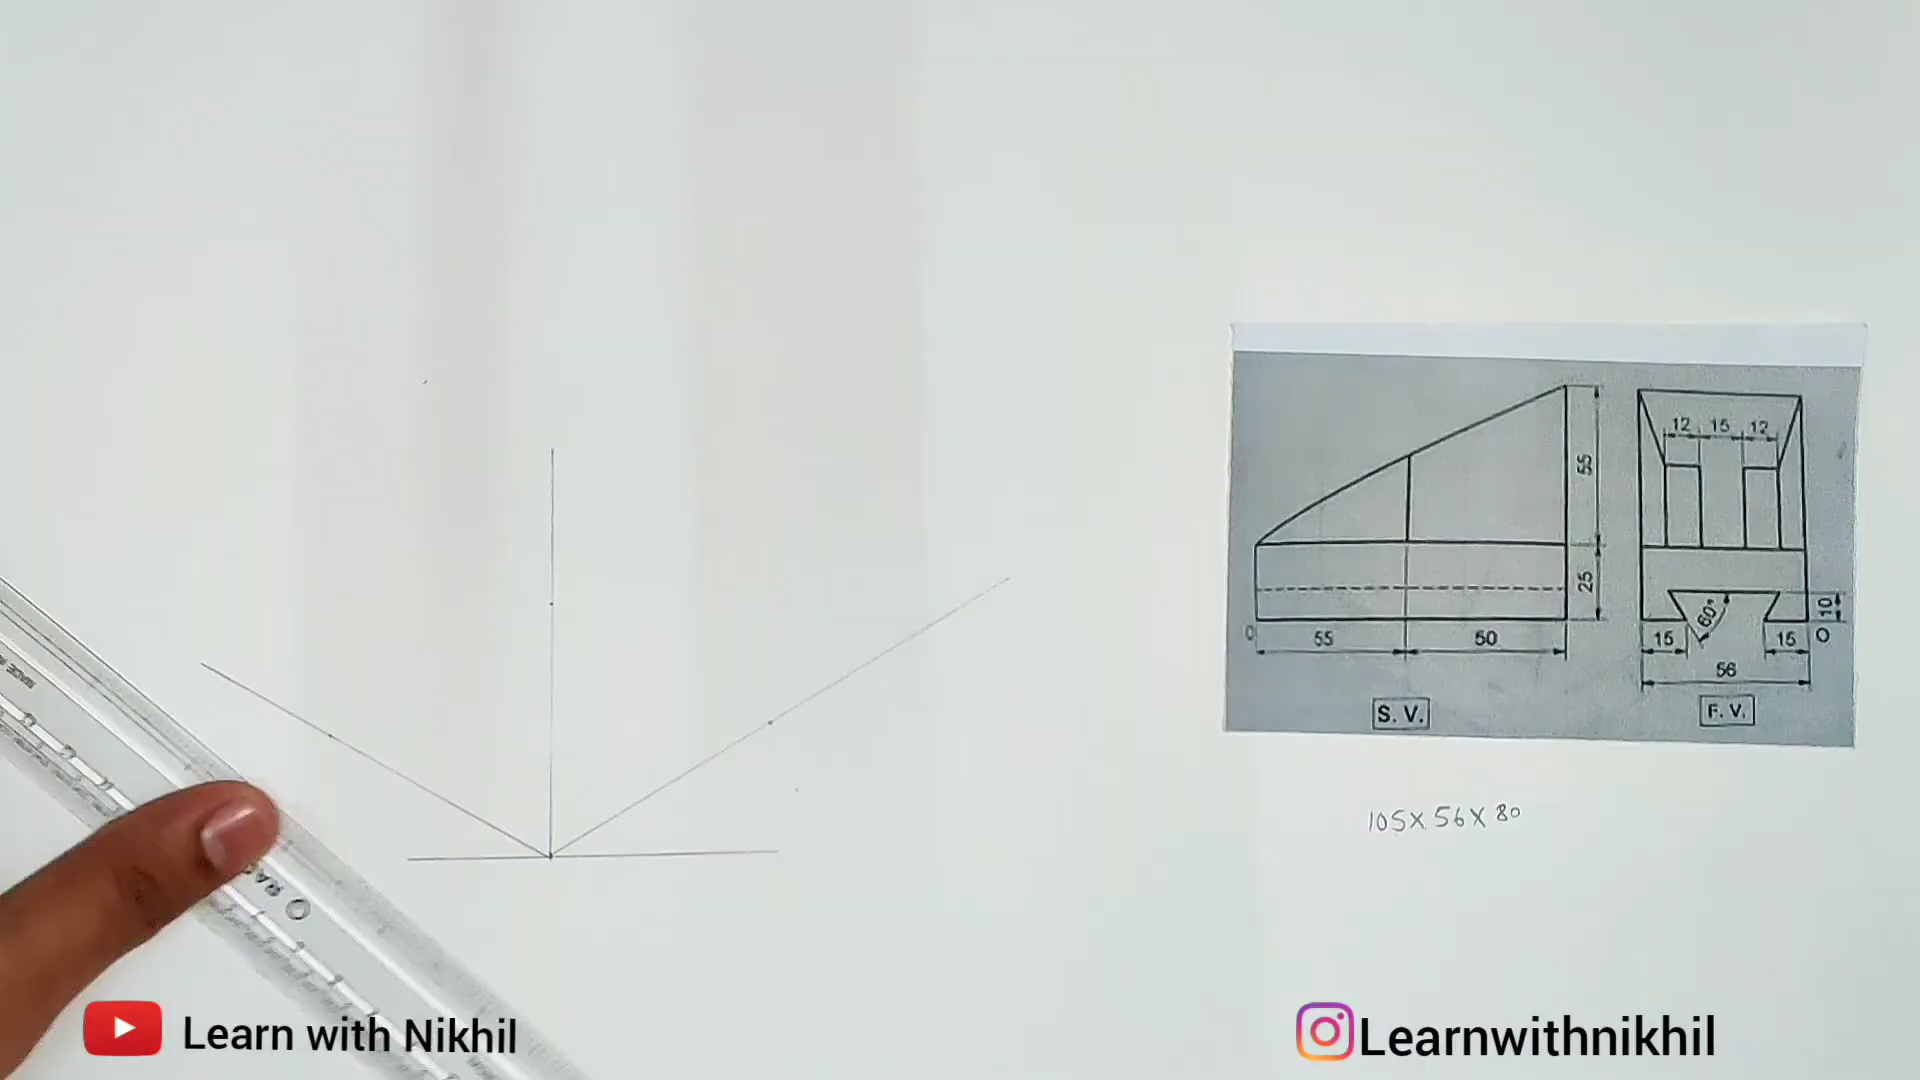 12 15 12
55
25
10
60°
O
55 50
15 15 O
56
S. V. F. V.
105 X 56 X 80
Learn with Nikhil
Learnwithnikhil